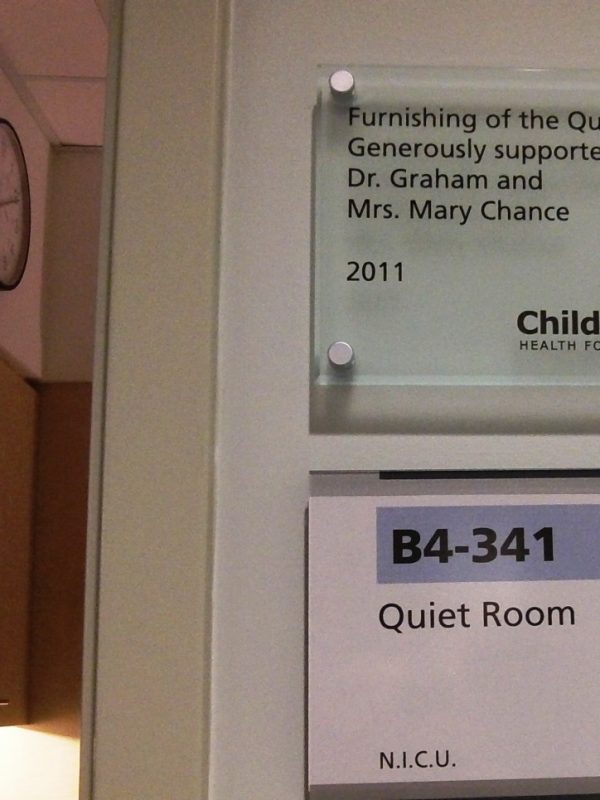 Furnishing of the Qu
Generously supporte
Dr. Graham and
Mrs. Mary Chance
2011
Child
HEALTH FO
B4-341
Quiet Room
N.I.C.U.